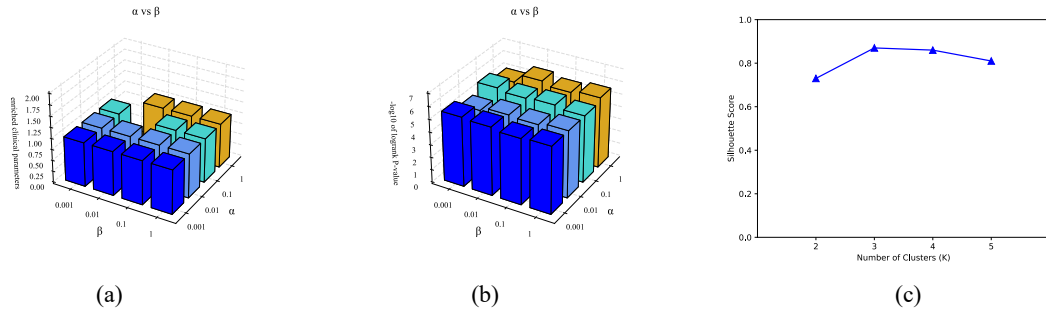 α vs β
enriched clinical parameters
2.00
1.75
1.50
1.25
1.00
0.75
0.50
0.25
0.00
0.001
0.01
0.1
1
β
0.001
0.01
0.1
1
α
(a)
α vs β
-log10 of logrank P-value
7
6
5
4
3
2
1
0
0.001
0.01
0.1
1
β
0.001
0.01
0.1
1
α
(b)
Silhouette Score
1.0
0.8
0.6
0.4
0.2
0.0
2 3 4 5
Number of Clusters (K)
(c)